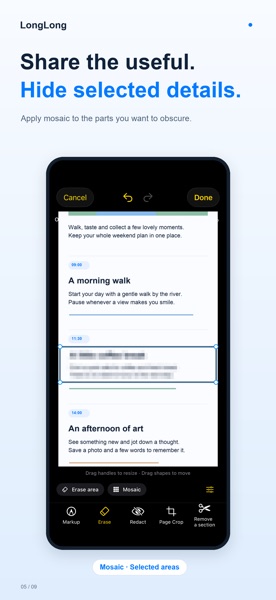 LongLong
Share the useful.
Hide selected details.
Apply mosaic to the parts you want to obscure.
Cancel
Done
Walk, taste and collect a few lovely moments.
Keep your whole weekend plan in one place.
09:00
A morning walk
Start your day with a gentle walk by the river.
Pause whenever a view makes you smile.
11:30
14:00
An afternoon of art
See something new and jot down a thought.
Save a photo and a few words to remember it.
Drag handles to resize · Drag shapes to move
Erase area
Mosaic
Markup
Erase
Redact
Page Crop
Remove
a section
Mosaic · Selected areas
05 / 09